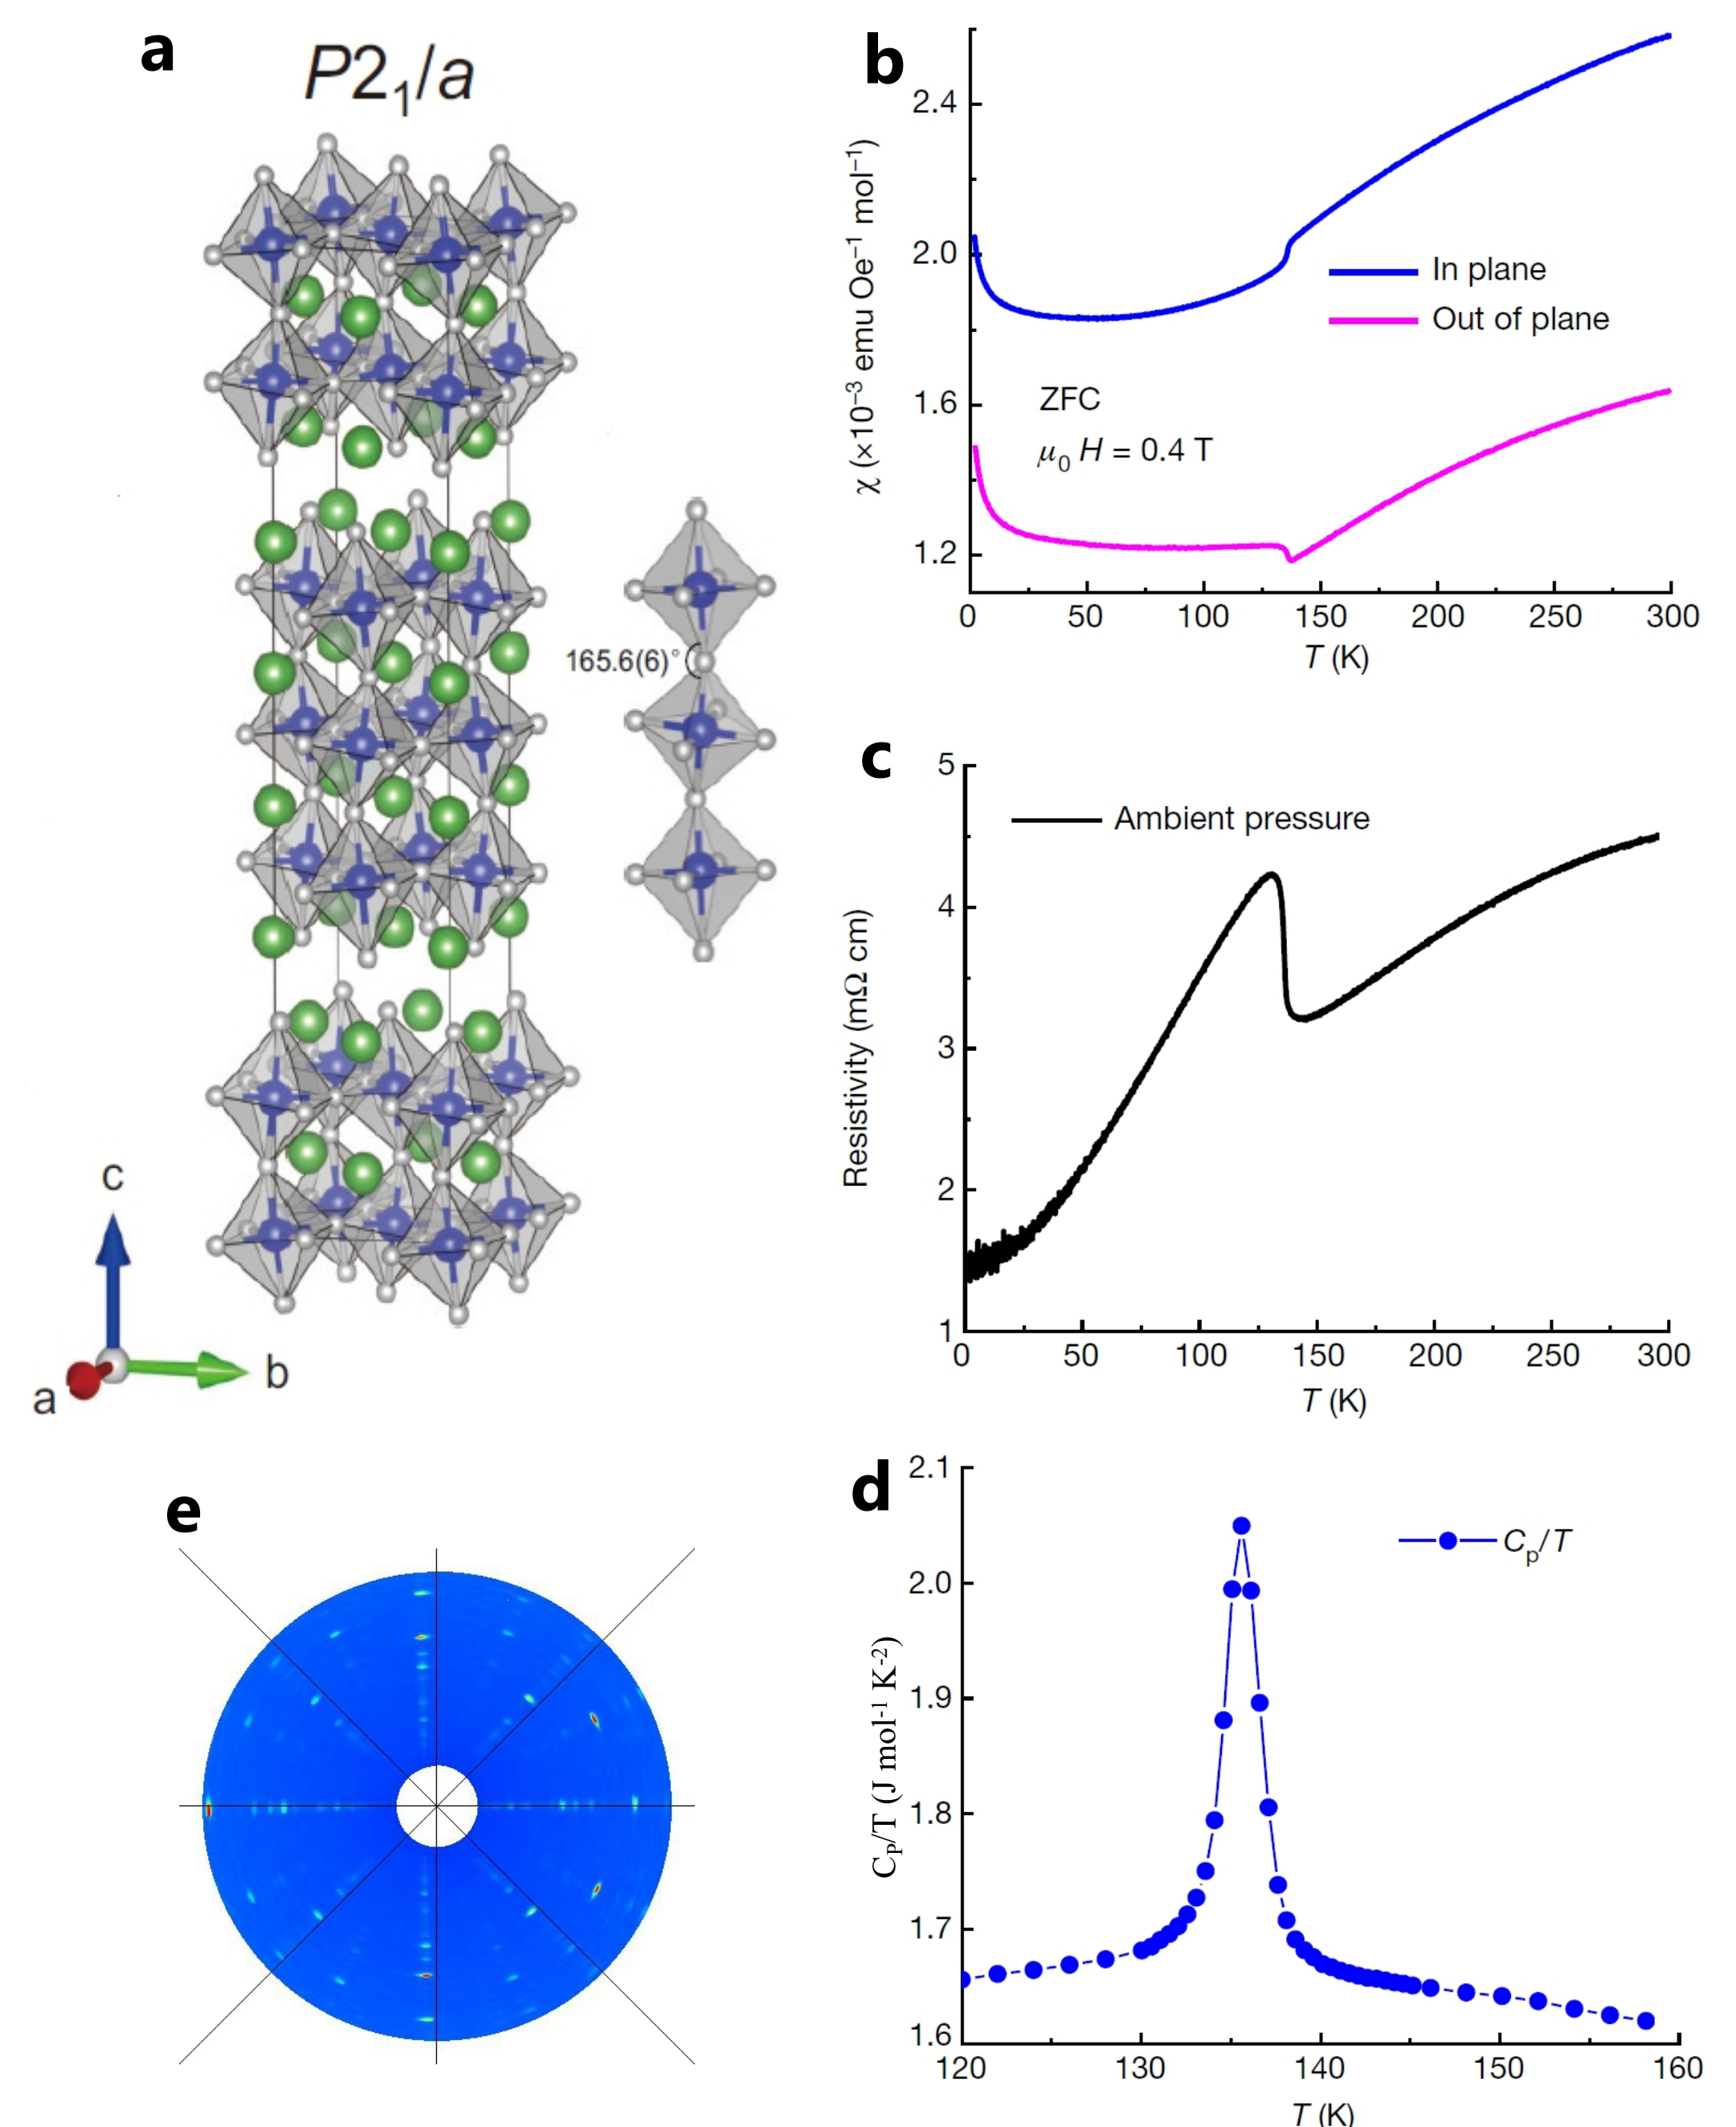 a
P2₁/a
165.6(6)°
c
b
a
b
χ (×10⁻³ emu Oe⁻¹ mol⁻¹)
2.4
2.0
1.6
1.2
In plane
Out of plane
ZFC
μ₀ H = 0.4 T
0 50 100 150 200 250 300
T (K)
c
Resistivity (mΩ cm)
5
4
3
2
1
Ambient pressure
0 50 100 150 200 250 300
T (K)
e
d
C_P/T (J mol⁻¹ K⁻²)
2.1
2.0
1.9
1.8
1.7
1.6
C_p/T
120 130 140 150 160
T (K)